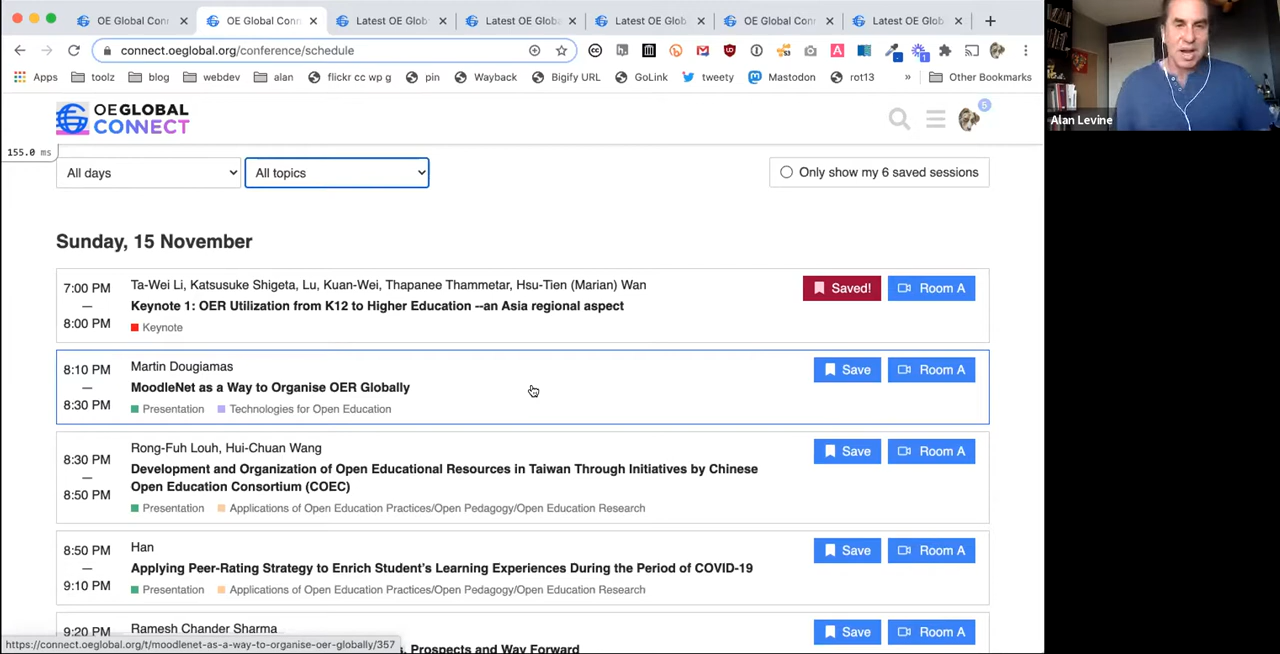 OE Global Conn
OE Global Conn
Latest OE Glob
Latest OE Globa
Latest OE Glob
OE Global Conn
Latest OE Glob
connect.oeglobal.org/conference/schedule
Apps toolz blog webdev alan flickr cc wp g pin Wayback Bigify URL GoLink tweety Mastodon rot13 » Other Bookmarks
Alan Levine
OEGLOBAL
CONNECT
6
155.0 ms
All days
All topics
Only show my 6 saved sessions
Sunday, 15 November
7:00 PM
—
8:00 PM
Ta-Wei Li, Katsusuke Shigeta, Lu, Kuan-Wei, Thapanee Thammetar, Hsu-Tien (Marian) Wan
Keynote 1: OER Utilization from K12 to Higher Education --an Asia regional aspect
Keynote
Saved!
Room A
8:10 PM
—
8:30 PM
Martin Dougiamas
MoodleNet as a Way to Organise OER Globally
Presentation Technologies for Open Education
Save
Room A
8:30 PM
—
8:50 PM
Rong-Fuh Louh, Hui-Chuan Wang
Development and Organization of Open Educational Resources in Taiwan Through Initiatives by Chinese
Open Education Consortium (COEC)
Presentation Applications of Open Education Practices/Open Pedagogy/Open Education Research
Save
Room A
8:50 PM
—
9:10 PM
Han
Applying Peer-Rating Strategy to Enrich Student's Learning Experiences During the Period of COVID-19
Presentation Applications of Open Education Practices/Open Pedagogy/Open Education Research
Save
Room A
9:20 PM
Ramesh Chander Sharma
Prospects and Way Forward
Save
Room A
https://connect.oeglobal.org/t/moodlenet-as-a-way-to-organise-oer-globally/357